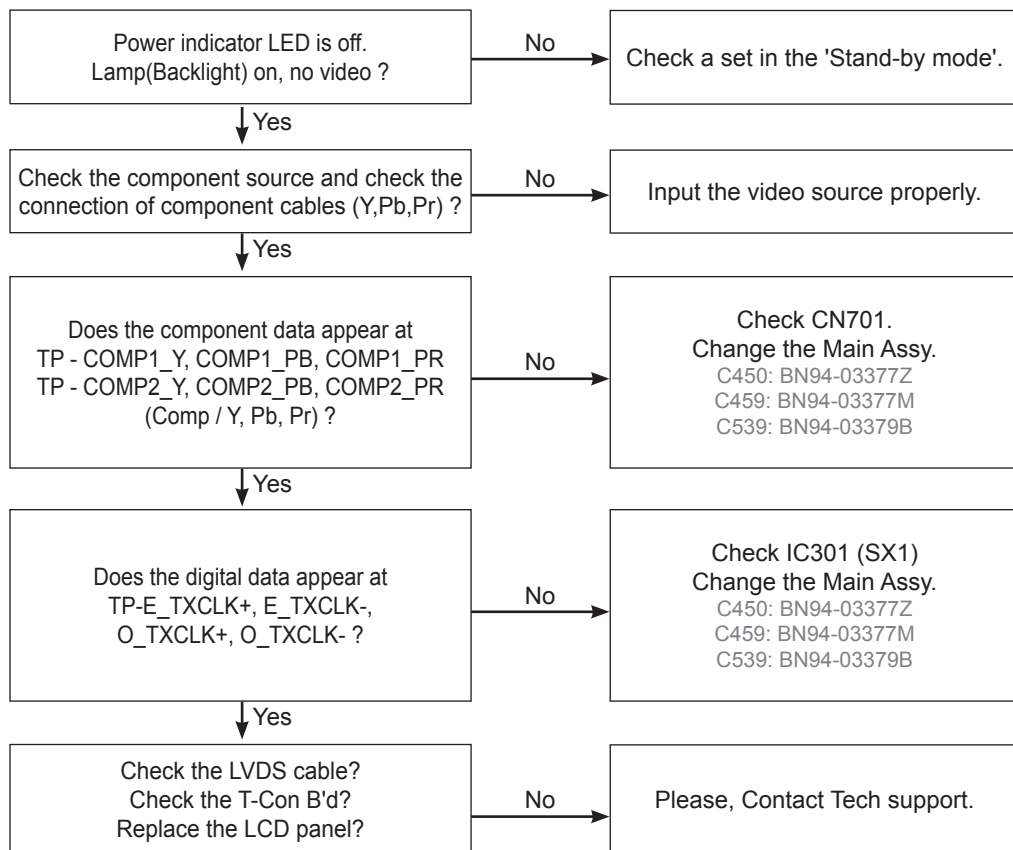 Power indicator LED is off.
Lamp(Backlight) on, no video ?
No
Check a set in the 'Stand-by mode'.
Yes
Check the component source and check the
connection of component cables (Y,Pb,Pr) ?
No
Input the video source properly.
Yes
Does the component data appear at
TP - COMP1_Y, COMP1_PB, COMP1_PR
TP - COMP2_Y, COMP2_PB, COMP2_PR
(Comp / Y, Pb, Pr) ?
No
Check CN701.
Change the Main Assy.
C450: BN94-03377Z
C459: BN94-03377M
C539: BN94-03379B
Yes
Does the digital data appear at
TP-E_TXCLK+, E_TXCLK-,
O_TXCLK+, O_TXCLK- ?
No
Check IC301 (SX1)
Change the Main Assy.
C450: BN94-03377Z
C459: BN94-03377M
C539: BN94-03379B
Yes
Check the LVDS cable?
Check the T-Con B'd?
Replace the LCD panel?
No
Please, Contact Tech support.